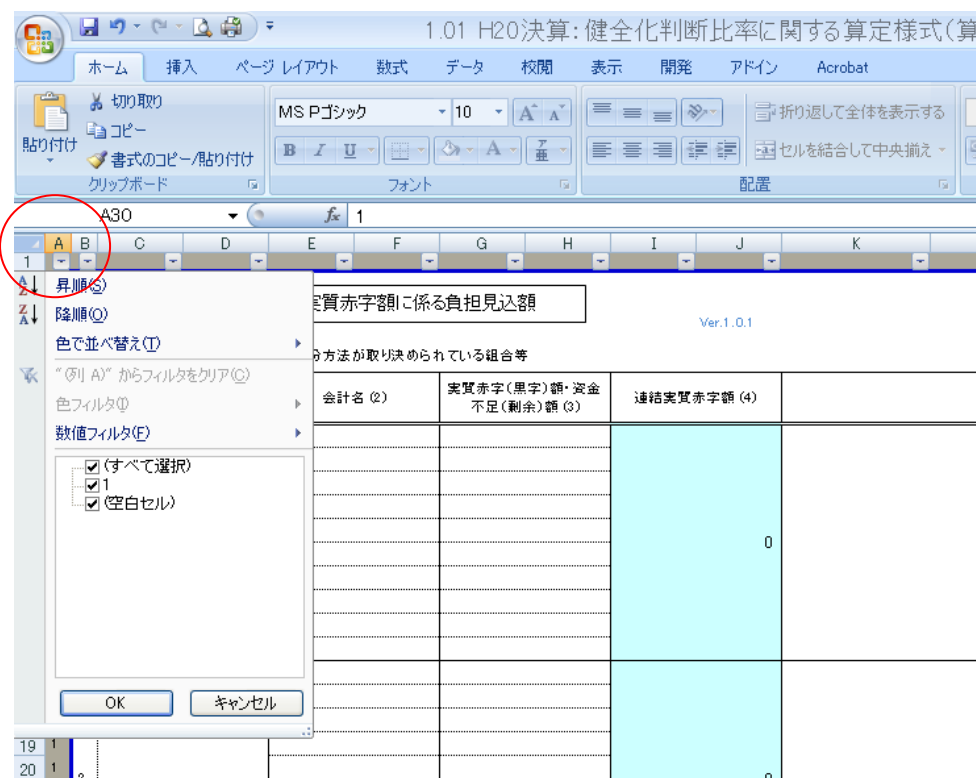 1.01 H20決算:健全化判断比率に関する算定様式(算
ホーム 挿入 ページ レイアウト 数式 データ 校閲 表示 開発 アドイン Acrobat
貼り付け
切り取り
コピー
書式のコピー/貼り付け
クリップボード
MS Pゴシック 10
B I U A ア亜
フォント
折り返して全体を表示する
セルを結合して中央揃え
配置
A30 fx 1
A B C D E F G H I J K
1
昇順(S)
降順(O)
色で並べ替え(T)
"(列 A)" からフィルタをクリア(C)
色フィルタ(I)
数値フィルタ(F)
(すべて選択)
1
(空白セル)
OK キャンセル
実質赤字額に係る負担見込額
Ver.1.0.1
分方法が取り決められている組合等
会計名 (2)
実質赤字(黒字)額・資金
不足(剰余)額 (3)
連結実質赤字額 (4)
0
19 1
20 1
0